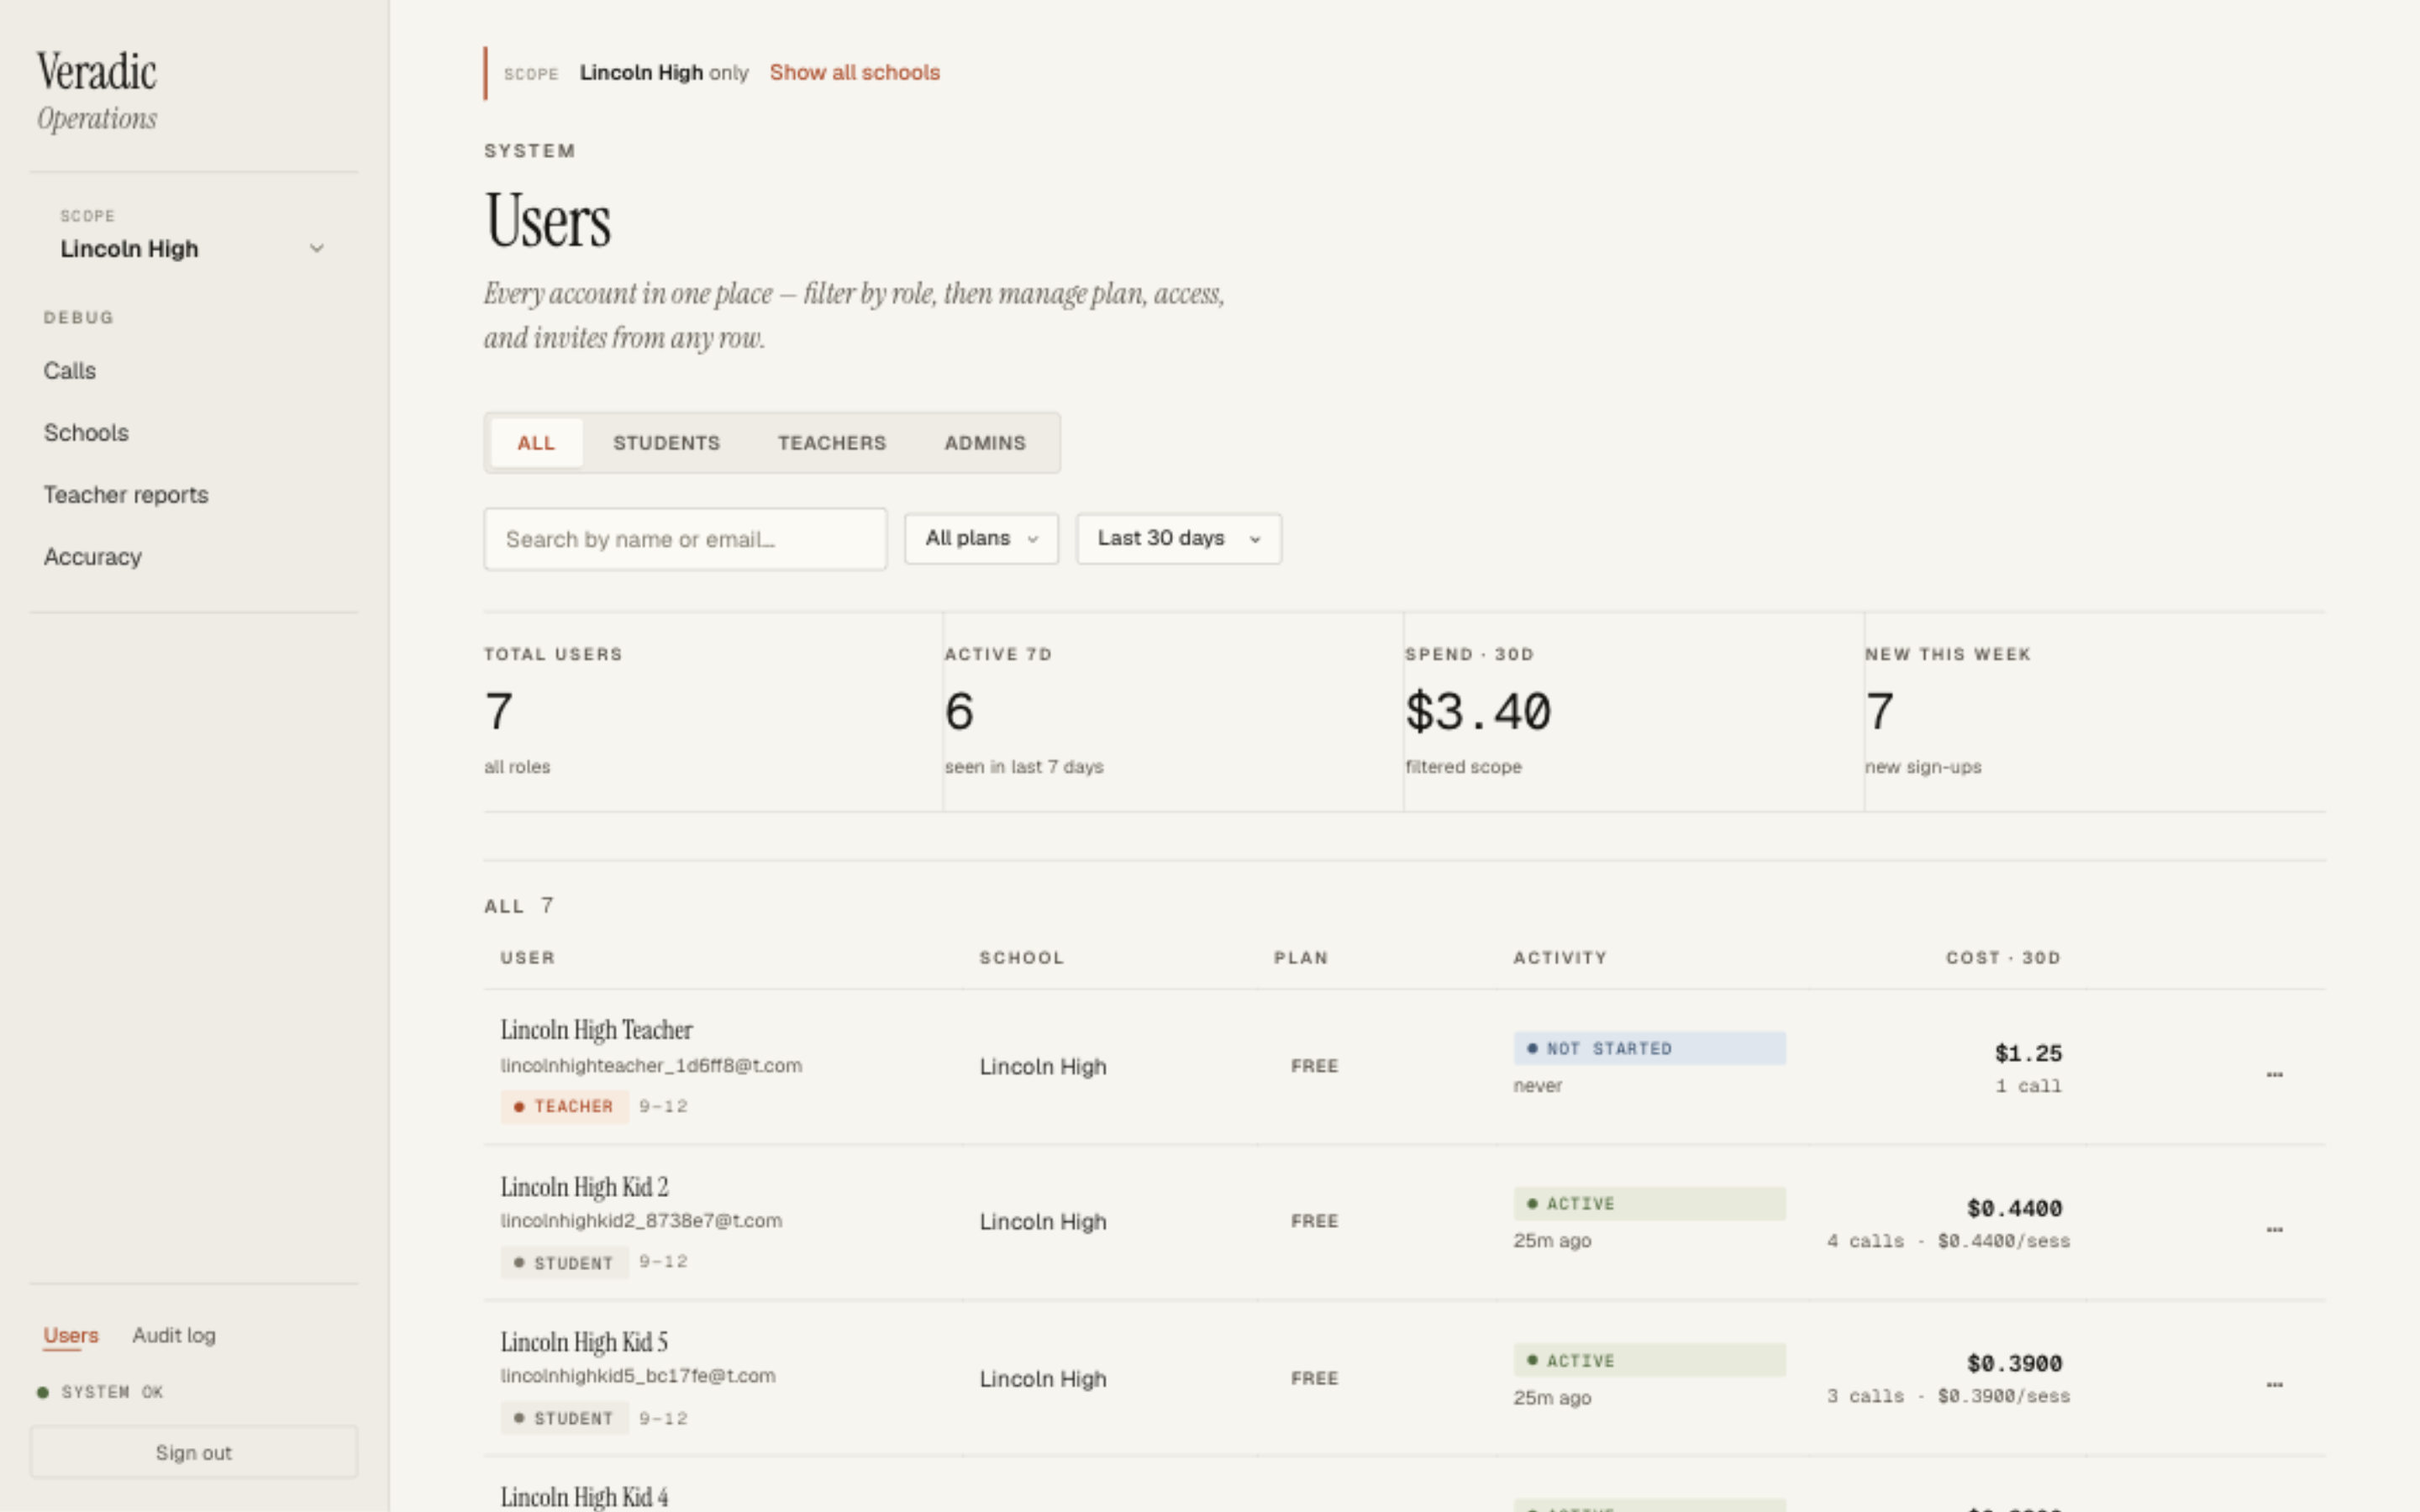 Veradic
Operations
SCOPE
Lincoln High
DEBUG
Calls
Schools
Teacher reports
Accuracy
Users Audit log
SYSTEM OK
Sign out
SCOPE Lincoln High only Show all schools
SYSTEM
Users
Every account in one place — filter by role, then manage plan, access,
and invites from any row.
ALL STUDENTS TEACHERS ADMINS
Search by name or email… All plans Last 30 days
TOTAL USERS ACTIVE 7D SPEND · 30D NEW THIS WEEK
7 6 $3.40 7
all roles seen in last 7 days filtered scope new sign-ups
ALL 7
USER SCHOOL PLAN ACTIVITY COST · 30D
Lincoln High Teacher
lincolnhighteacher_1d6ff8@t.com
TEACHER 9–12
Lincoln High
FREE
NOT STARTED
never
$1.25
1 call
…
Lincoln High Kid 2
lincolnhighkid2_8738e7@t.com
STUDENT 9–12
Lincoln High
FREE
ACTIVE
25m ago
$0.4400
4 calls · $0.4400/sess
…
Lincoln High Kid 5
lincolnhighkid5_bc17fe@t.com
STUDENT 9–12
Lincoln High
FREE
ACTIVE
25m ago
$0.3900
3 calls · $0.3900/sess
…
Lincoln High Kid 4